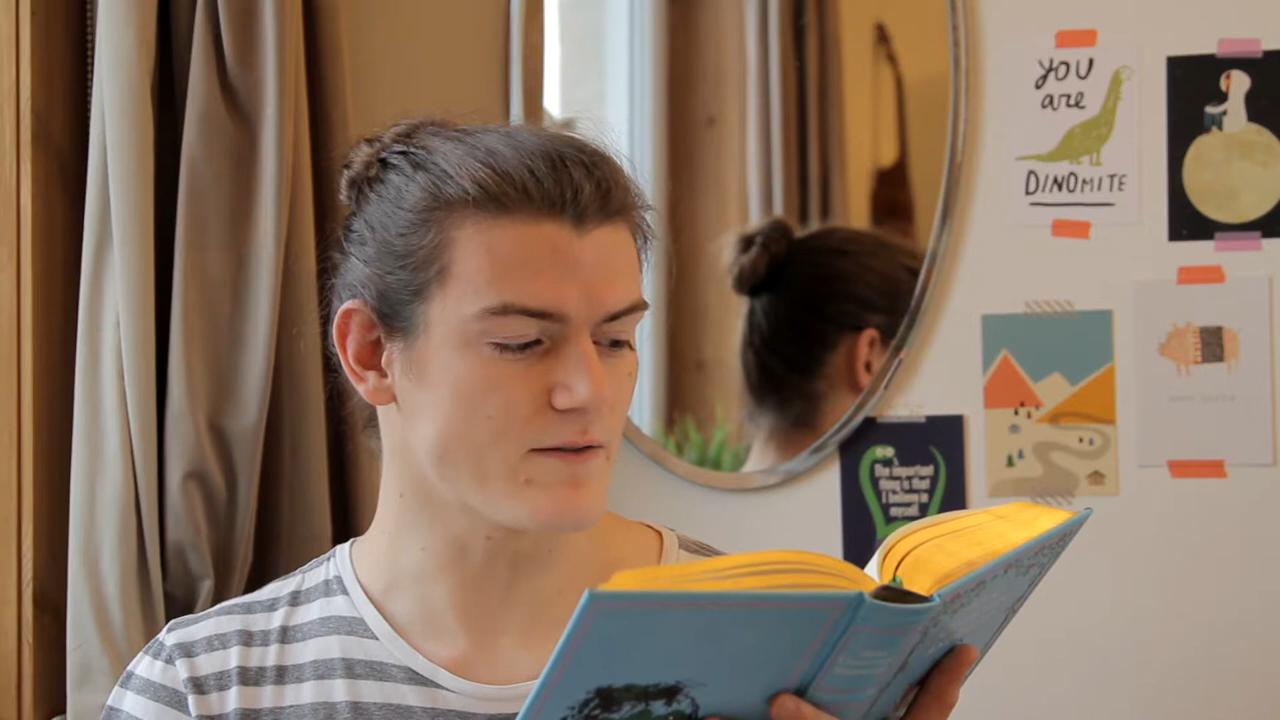 you
are
DINOMITE
The important
thing is that
I believe in
myself.